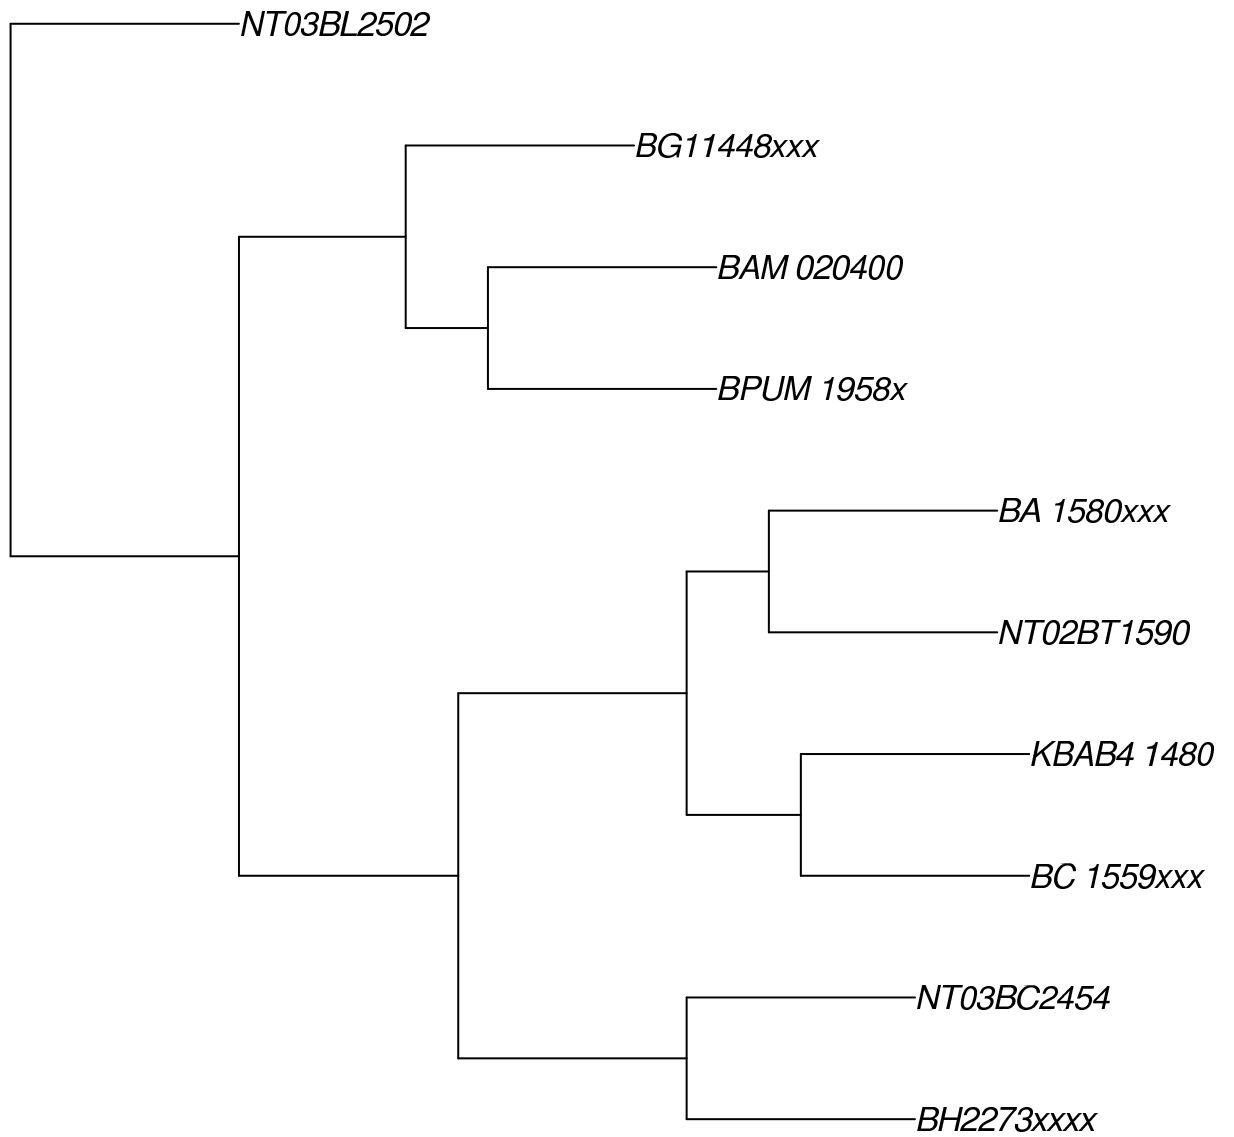 NT03BL2502
BG11448xxx
BAM 020400
BPUM 1958x
BA 1580xxx
NT02BT1590
KBAB4 1480
BC 1559xxx
NT03BC2454
BH2273xxxx